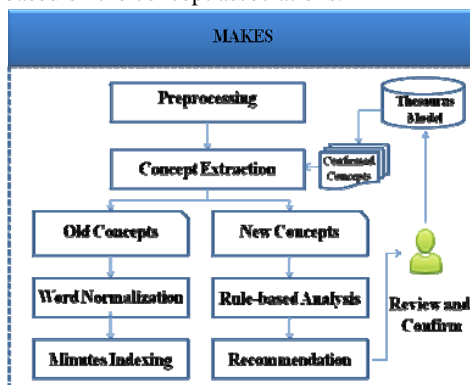 MAKES
Preprocessing
Thesaurus
Model
Concept Extraction
Confirmed
Concepts
Old Concepts
New Concepts
Word Normalization
Rule-based Analysis
Review and
Confirm
Minutes Indexing
Recommendation